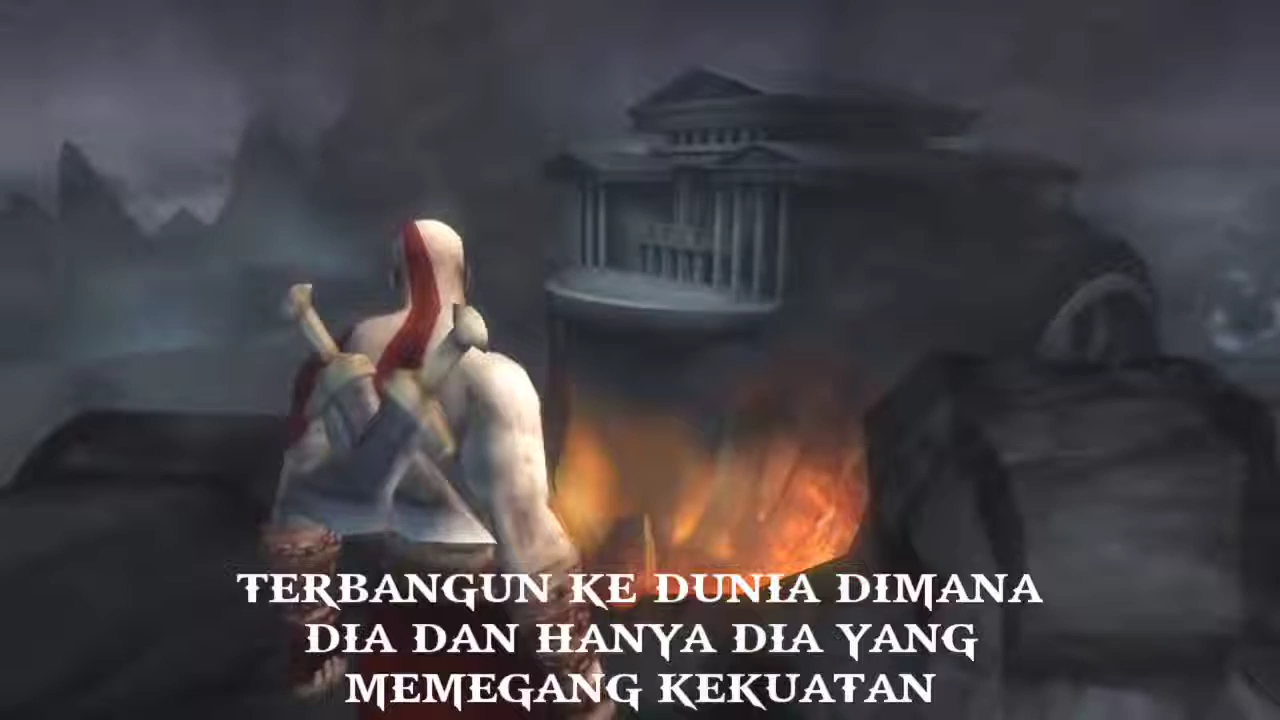 TERBANGUN KE DUNIA DIMANA
DIA DAN HANYA DIA YANG
MEMEGANG KEKUATAN